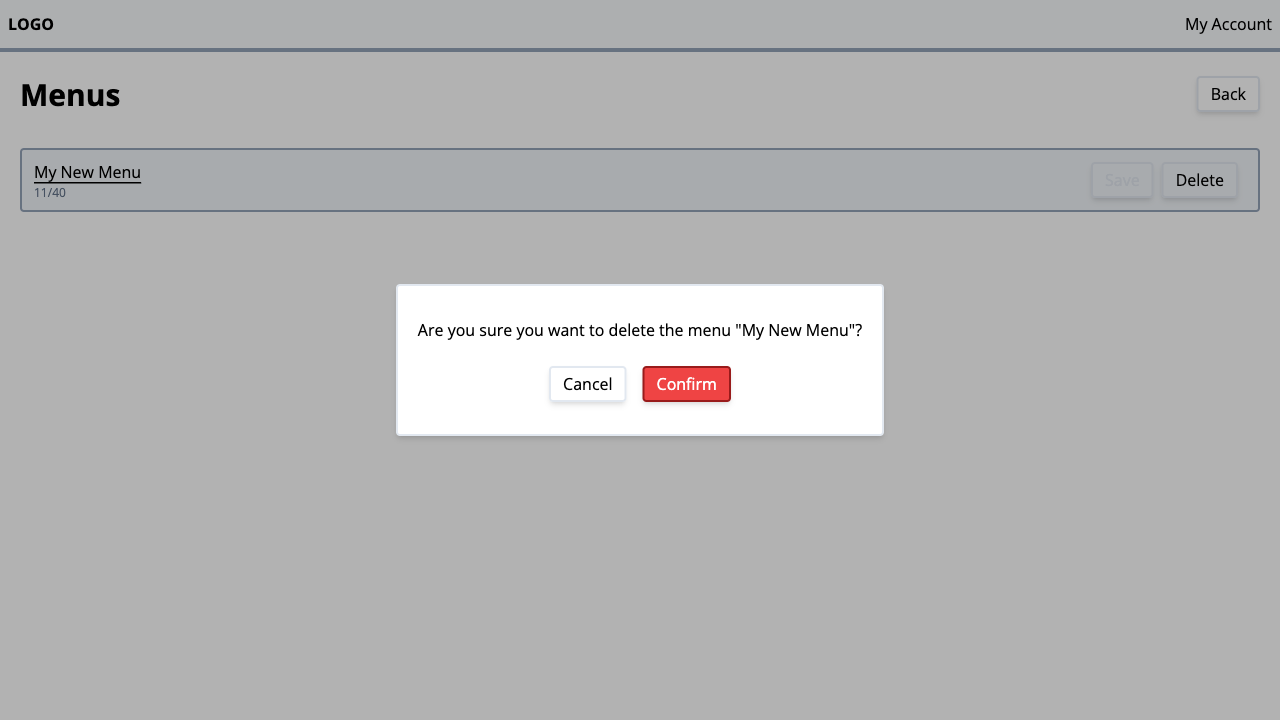 LOGO
My Account
Menus
Back
My New Menu
11/40
Save
Delete
Are you sure you want to delete the menu "My New Menu"?
Cancel
Confirm